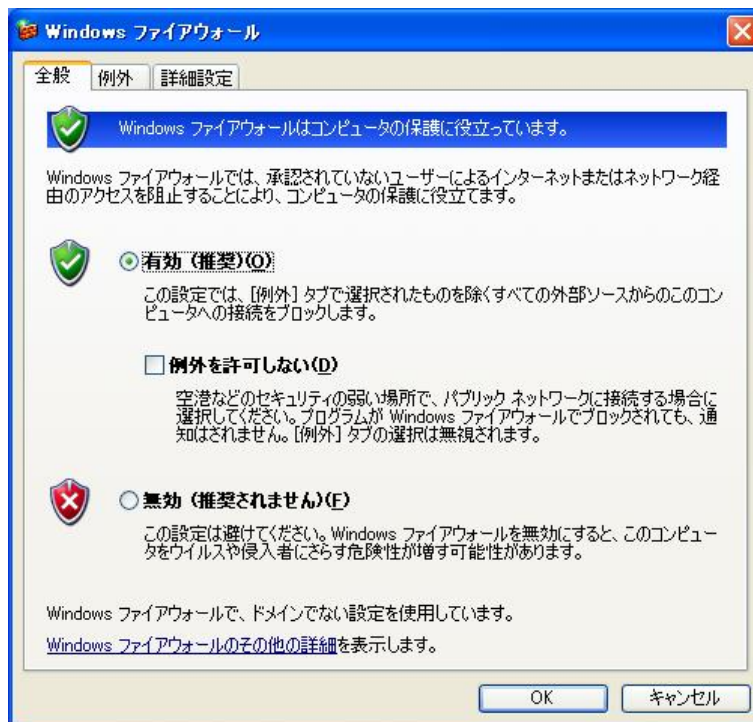 Windows ファイアウォール
全般 例外 詳細設定
Windows ファイアウォールはコンピュータの保護に役立っています。
Windows ファイアウォールでは、承認されていないユーザーによるインターネットまたはネットワーク経
由のアクセスを阻止することにより、コンピュータの保護に役立てます。
有効 (推奨)(O)
この設定では、[例外] タブで選択されたものを除くすべての外部ソースからのこのコン
ピュータへの接続をブロックします。
例外を許可しない(D)
空港などのセキュリティの弱い場所で、パブリック ネットワークに接続する場合に
選択してください。プログラムが Windows ファイアウォールでブロックされても、通
知はされません。[例外] タブの選択は無視されます。
無効 (推奨されません)(F)
この設定は避けてください。Windows ファイアウォールを無効にすると、このコンピュー
タをウイルスや侵入者にさらす危険性が増す可能性があります。
Windows ファイアウォールで、ドメインでない設定を使用しています。
Windows ファイアウォールのその他の詳細を表示します。
OK キャンセル